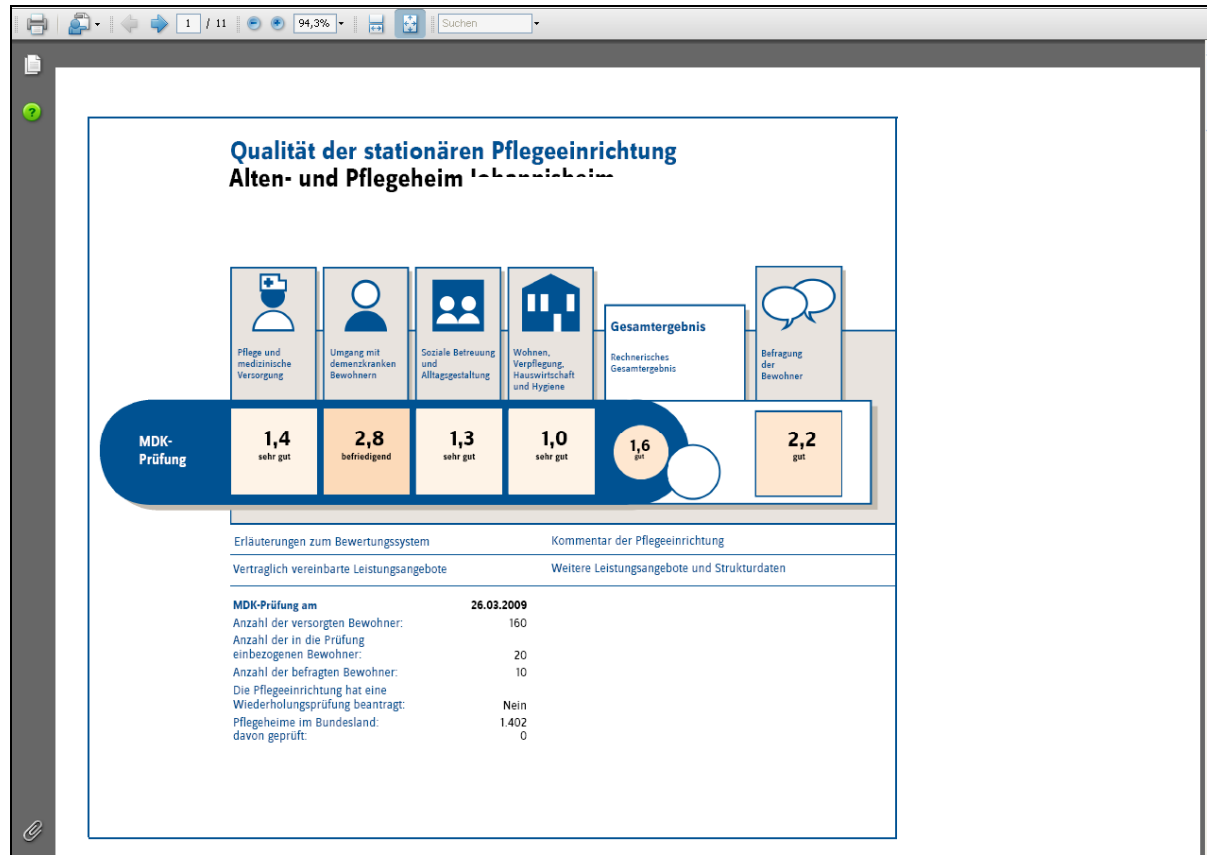 1 / 11 94,3% Suchen
Qualität der stationären Pflegeeinrichtung
Alten- und Pflegeheim
Pflege und
medizinische
Versorgung
Umgang mit
demenzkranken
Bewohnern
Soziale Betreuung
und
Alltagsgestaltung
Wohnen,
Verpflegung,
Hauswirtschaft
und Hygiene
Gesamtergebnis
Rechnerisches
Gesamtergebnis
Befragung
der
Bewohner
MDK-
Prüfung
1,4
sehr gut
2,8
befriedigend
1,3
sehr gut
1,0
sehr gut
1,6
gut
2,2
gut
Erläuterungen zum Bewertungssystem
Kommentar der Pflegeeinrichtung
Vertraglich vereinbarte Leistungsangebote
Weitere Leistungsangebote und Strukturdaten
MDK-Prüfung am 26.03.2009
Anzahl der versorgten Bewohner: 160
Anzahl der in die Prüfung
einbezogenen Bewohner: 20
Anzahl der befragten Bewohner: 10
Die Pflegeeinrichtung hat eine
Wiederholungsprüfung beantragt: Nein
Pflegeheime im Bundesland: 1.402
davon geprüft: 0